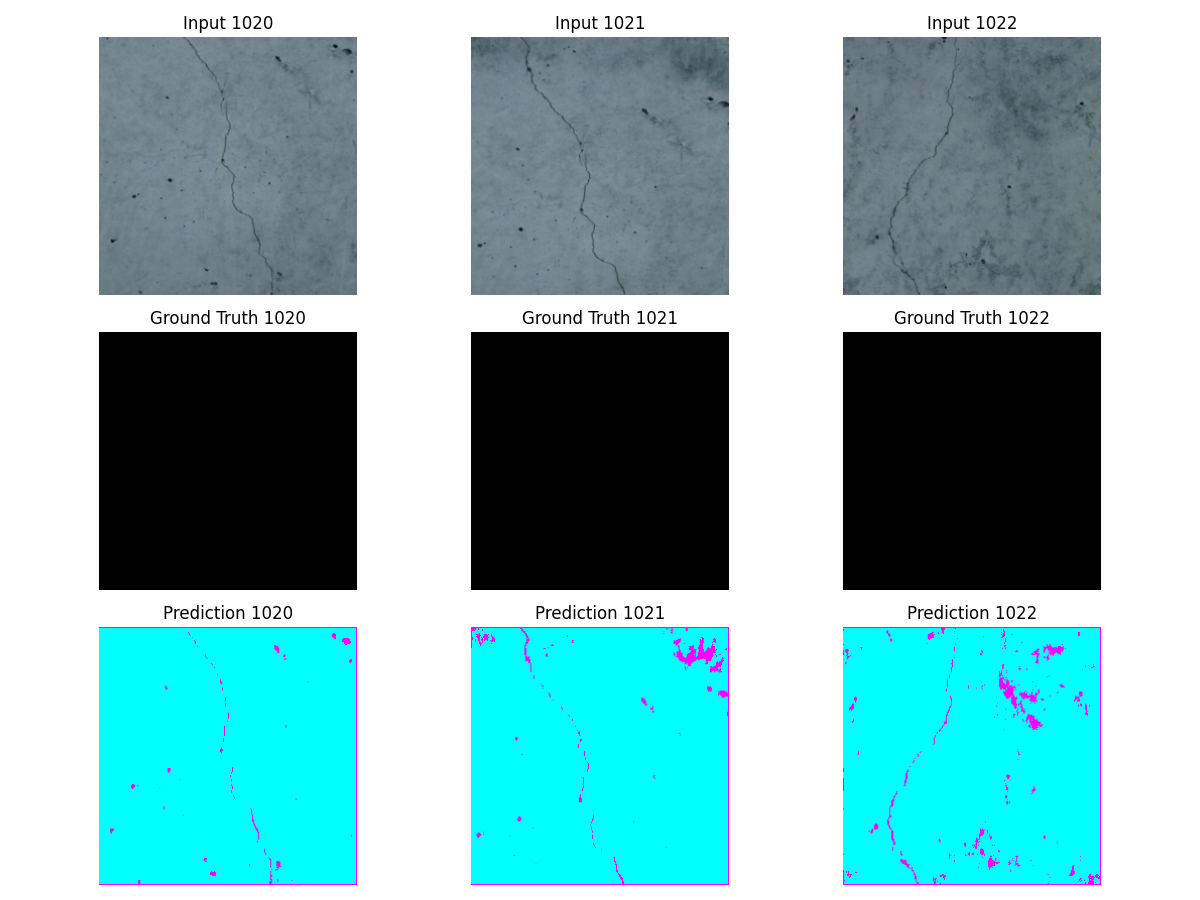 Input 1020
Input 1021
Input 1022
Ground Truth 1020
Ground Truth 1021
Ground Truth 1022
Prediction 1020
Prediction 1021
Prediction 1022